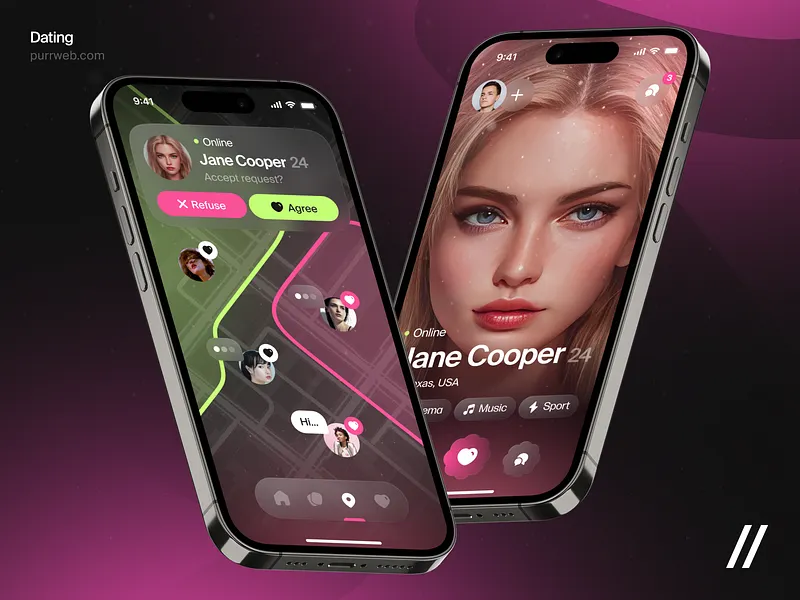 Dating
purrweb.com
9:41
Online
Jane Cooper 24
Accept request?
Refuse
Agree
Hi...
9:41
3
Online
Jane Cooper 24
exas, USA
ema
Music
Sport